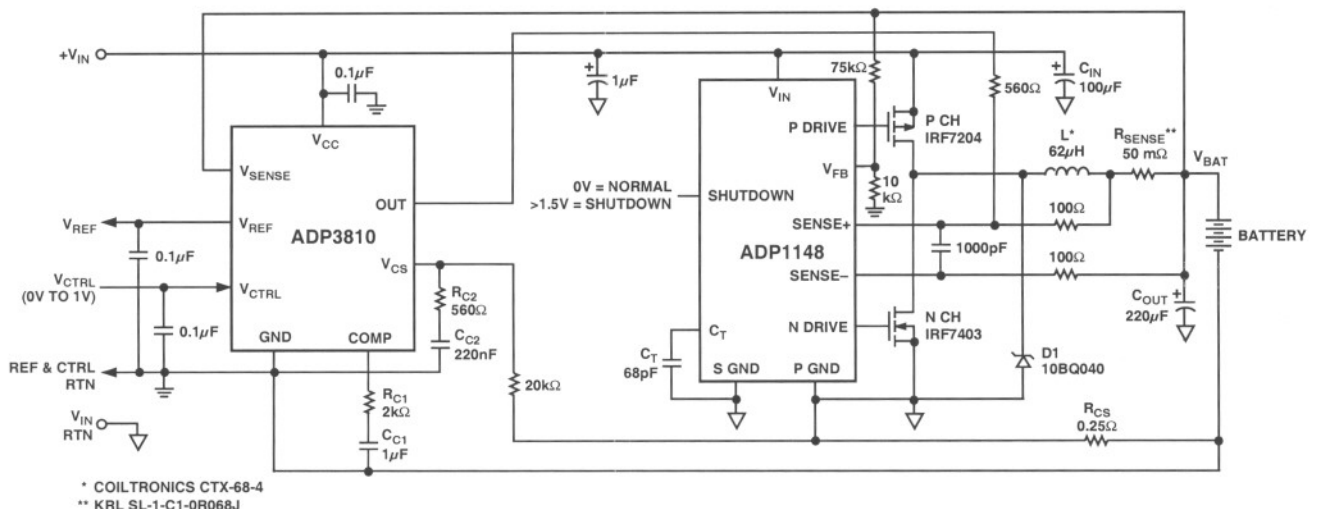 +VIN
0.1µF
1µF
75kΩ
560Ω
CIN
100µF
VCC
VIN
P DRIVE
P CH
IRF7204
L*
62µH
RSENSE**
50 mΩ
VBAT
VSENSE
VFB
OUT
0V = NORMAL
>1.5V = SHUTDOWN
SHUTDOWN
10
kΩ
VREF
VREF
ADP3810
SENSE+
100Ω
BATTERY
0.1µF
VCS
ADP1148
1000pF
VCTRL
(0V TO 1V)
VCTRL
RC2
560Ω
SENSE–
100Ω
COUT
220µF
0.1µF
CC2
220nF
CT
N DRIVE
N CH
IRF7403
GND
COMP
CT
68pF
D1
10BQ040
REF & CTRL
RTN
20kΩ
S GND
P GND
RC1
2kΩ
RCS
0.25Ω
VIN
RTN
CC1
1µF
* COILTRONICS CTX-68-4
** KRL SL-1-C1-0R068J